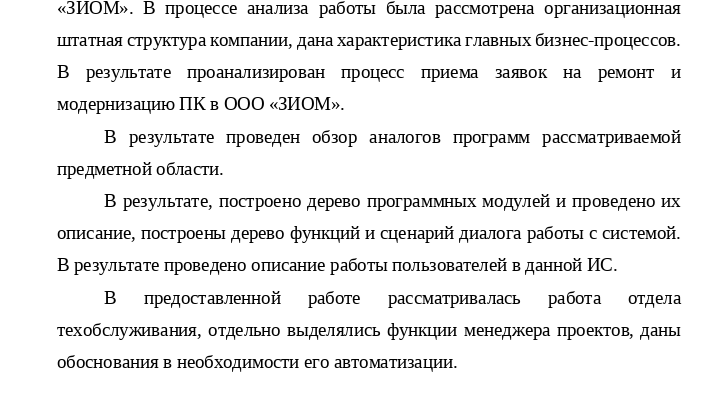 «ЗИОМ». В процессе анализа работы была рассмотрена организационная
штатная структура компании, дана характеристика главных бизнес-процессов.
В результате проанализирован процесс приема заявок на ремонт и
модернизацию ПК в ООО «ЗИОМ».
В результате проведен обзор аналогов программ рассматриваемой
предметной области.
В результате, построено дерево программных модулей и проведено их
описание, построены дерево функций и сценарий диалога работы с системой.
В результате проведено описание работы пользователей в данной ИС.
В предоставленной работе рассматривалась работа отдела
техобслуживания, отдельно выделялись функции менеджера проектов, даны
обоснования в необходимости его автоматизации.